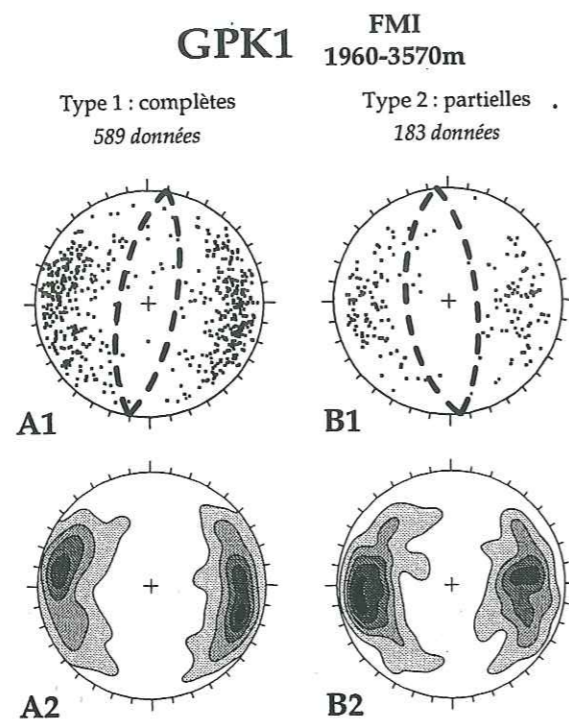 GPK1
FMI
1960-3570m
Type 1 : complètes
589 données
Type 2 : partielles
183 données
A1
B1
A2
B2